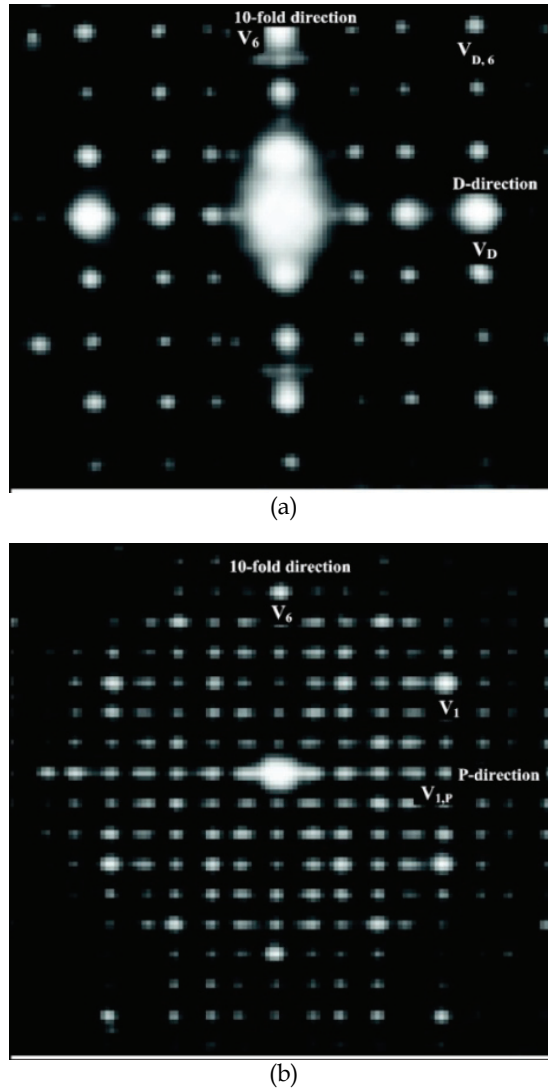 10-fold direction
V6
VD, 6
D-direction
VD
(a)
10-fold direction
V6
V1
P-direction
V1,P
(b)